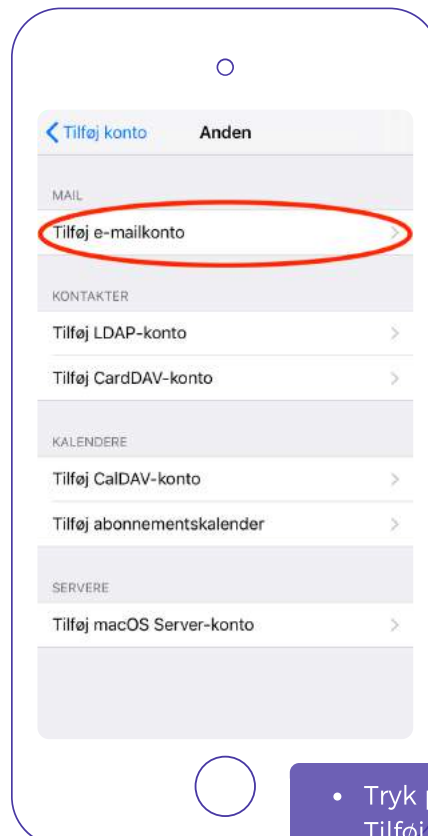 Tilføj konto Anden
MAIL
Tilføj e-mailkonto
KONTAKTER
Tilføj LDAP-konto
Tilføj CardDAV-konto
KALENDERE
Tilføj CalDAV-konto
Tilføj abonnementskalender
SERVERE
Tilføj macOS Server-konto
• Tryk
Tilføj